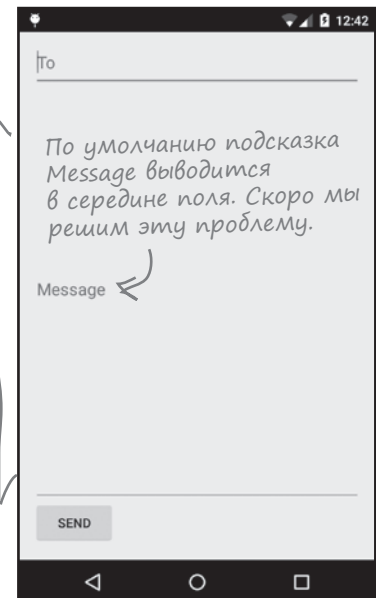 12:42
To
По умолчанию подсказка
Message выводится
в середине поля. Скоро мы
решим эту проблему.
Message
SEND